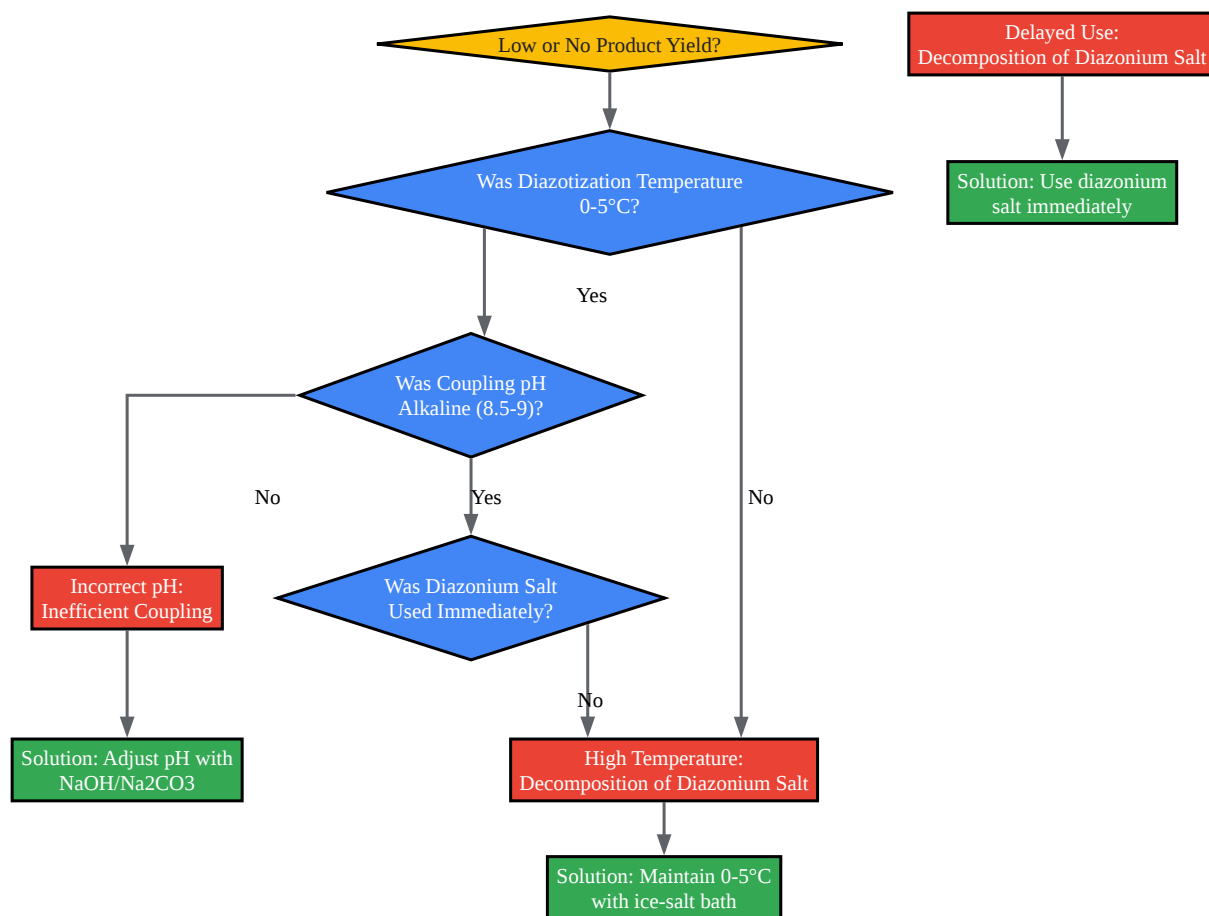 Low or No Product Yield?
Delayed Use:
Decomposition of Diazonium Salt
Was Diazotization Temperature
0-5°C?
Solution: Use diazonium
salt immediately
Yes
Was Coupling pH
Alkaline (8.5-9)?
No
Yes
No
Incorrect pH:
Inefficient Coupling
Was Diazonium Salt
Used Immediately?
No
Solution: Adjust pH with
NaOH/Na2CO3
High Temperature:
Decomposition of Diazonium Salt
Solution: Maintain 0-5°C
with ice-salt bath